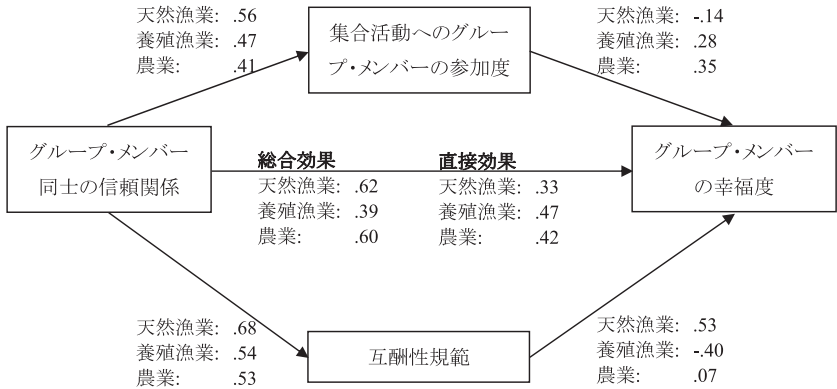 天然漁業: .56
養殖漁業: .47
農業: .41
集合活動へのグルー
プ・メンバーの参加度
天然漁業: -.14
養殖漁業: .28
農業: .35
グループ・メンバー
同士の信頼関係
総合効果
天然漁業: .62
養殖漁業: .39
農業: .60
直接効果
天然漁業: .33
養殖漁業: .47
農業: .42
グループ・メンバー
の幸福度
天然漁業: .68
養殖漁業: .54
農業: .53
互酬性規範
天然漁業: .53
養殖漁業: -.40
農業: .07